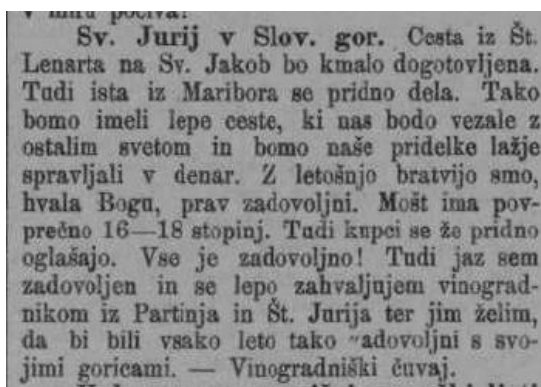 v miru počiva!
Sv. Jurij v Slov. gor. Cesta iz Št.
Lenarta na Sv. Jakob bo kmalo dogotovljena.
Tudi ista iz Maribora se pridno dela. Tako
bomo imeli lepe ceste, ki nas bodo vezale z
ostalim svetom in bomo naše pridelke lažje
spravljali v denar. Z letošnjo bratvijo smo,
hvala Bogu, prav zadovoljni. Mošt ima pov-
prečno 16—18 stopinj. Tudi kupci se že pridno
oglašajo. Vse je zadovoljno! Tudi jaz sem
zadovoljen in se lepo zahvaljujem vinograd-
nikom iz Partinja in Št. Jurija ter jim želim,
da bi bili vsako leto tako adovoljni s svo-
jimi goricami. — Vinogradniški čuvaj.